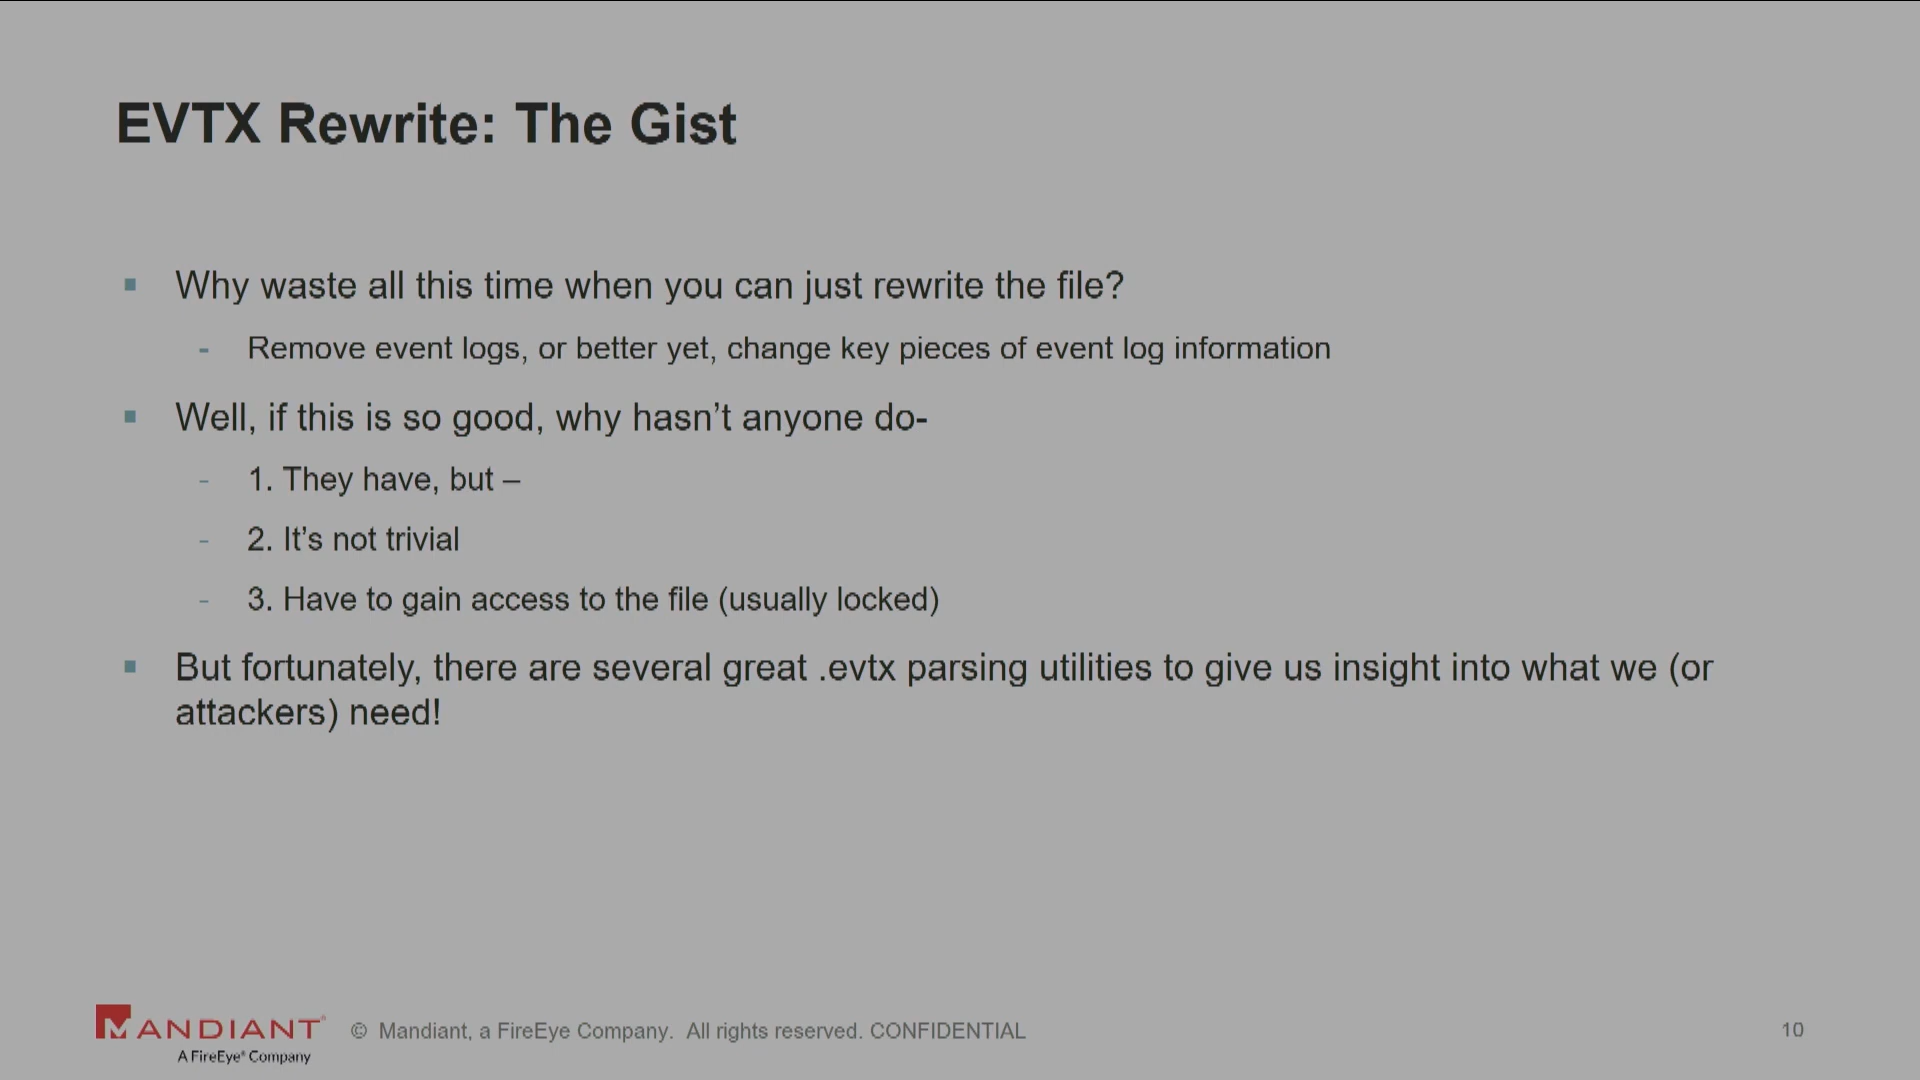 EVTX Rewrite: The Gist
▪ Why waste all this time when you can just rewrite the file?
- Remove event logs, or better yet, change key pieces of event log information
▪ Well, if this is so good, why hasn’t anyone do-
- 1. They have, but –
- 2. It’s not trivial
- 3. Have to gain access to the file (usually locked)
▪ But fortunately, there are several great .evtx parsing utilities to give us insight into what we (or
attackers) need!
MANDIANT®
A FireEye® Company
© Mandiant, a FireEye Company. All rights reserved. CONFIDENTIAL
10